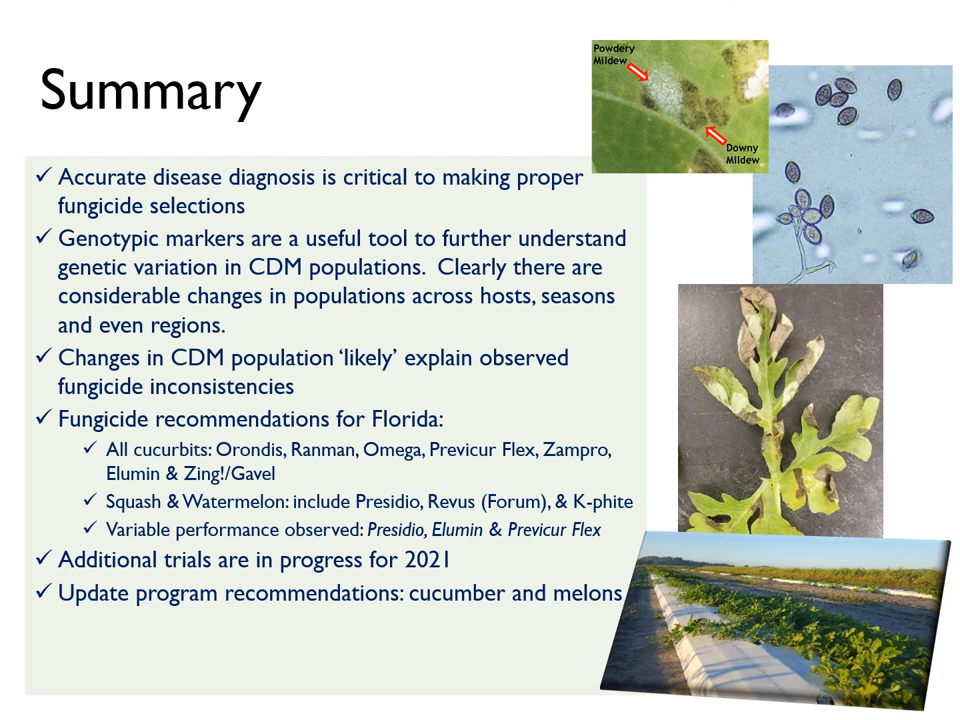 Summary
Powdery
Mildew
Downy
Mildew
✓ Accurate disease diagnosis is critical to making proper
fungicide selections
✓ Genotypic markers are a useful tool to further understand
genetic variation in CDM populations.  Clearly there are
considerable changes in populations across hosts, seasons
and even regions.
✓ Changes in CDM population ‘likely’ explain observed
fungicide inconsistencies
✓ Fungicide recommendations for Florida:
✓ All cucurbits: Orondis, Ranman, Omega, Previcur Flex, Zampro,
Elumin & Zing!/Gavel
✓ Squash & Watermelon: include Presidio, Revus (Forum), & K-phite
✓ Variable performance observed: Presidio, Elumin & Previcur Flex
✓ Additional trials are in progress for 2021
✓ Update program recommendations: cucumber and melons